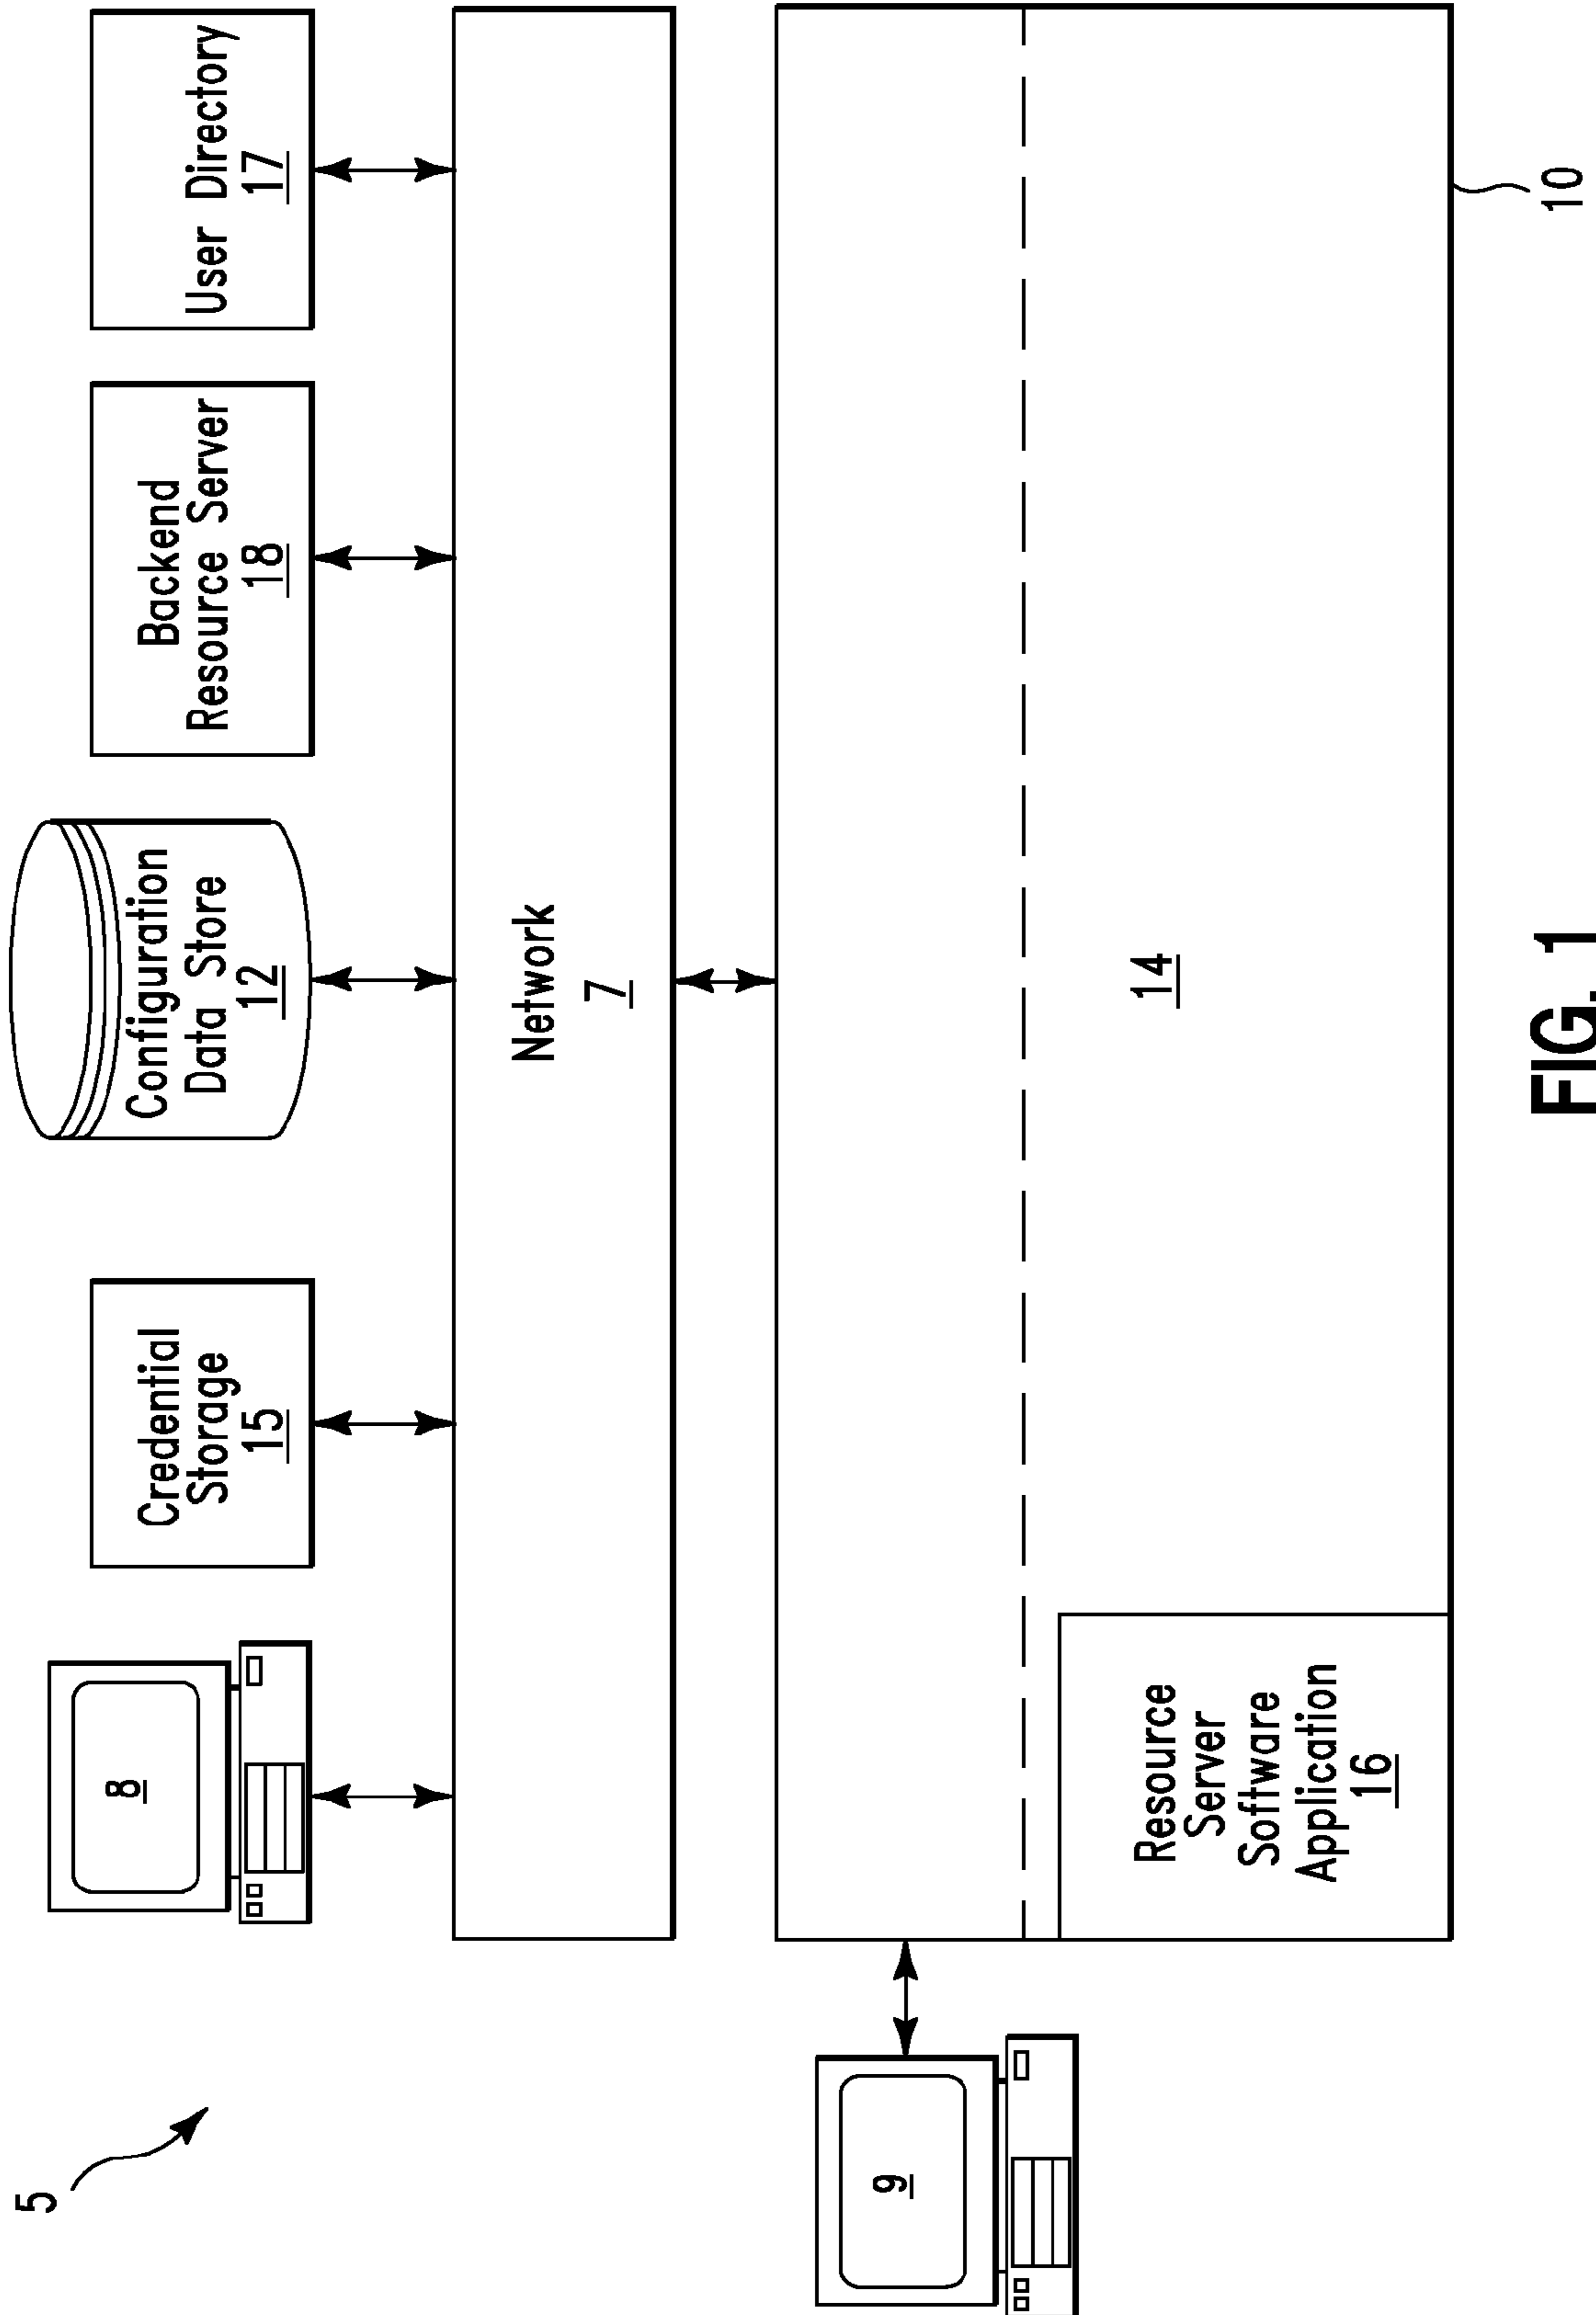 5
8
Credential
Storage
15
Configuration
Data Store
12
Backend
Resource Server
18
User Directory
17
Network
7
9
14
Resource
Server
Software
Application
16
10
FIG. 1